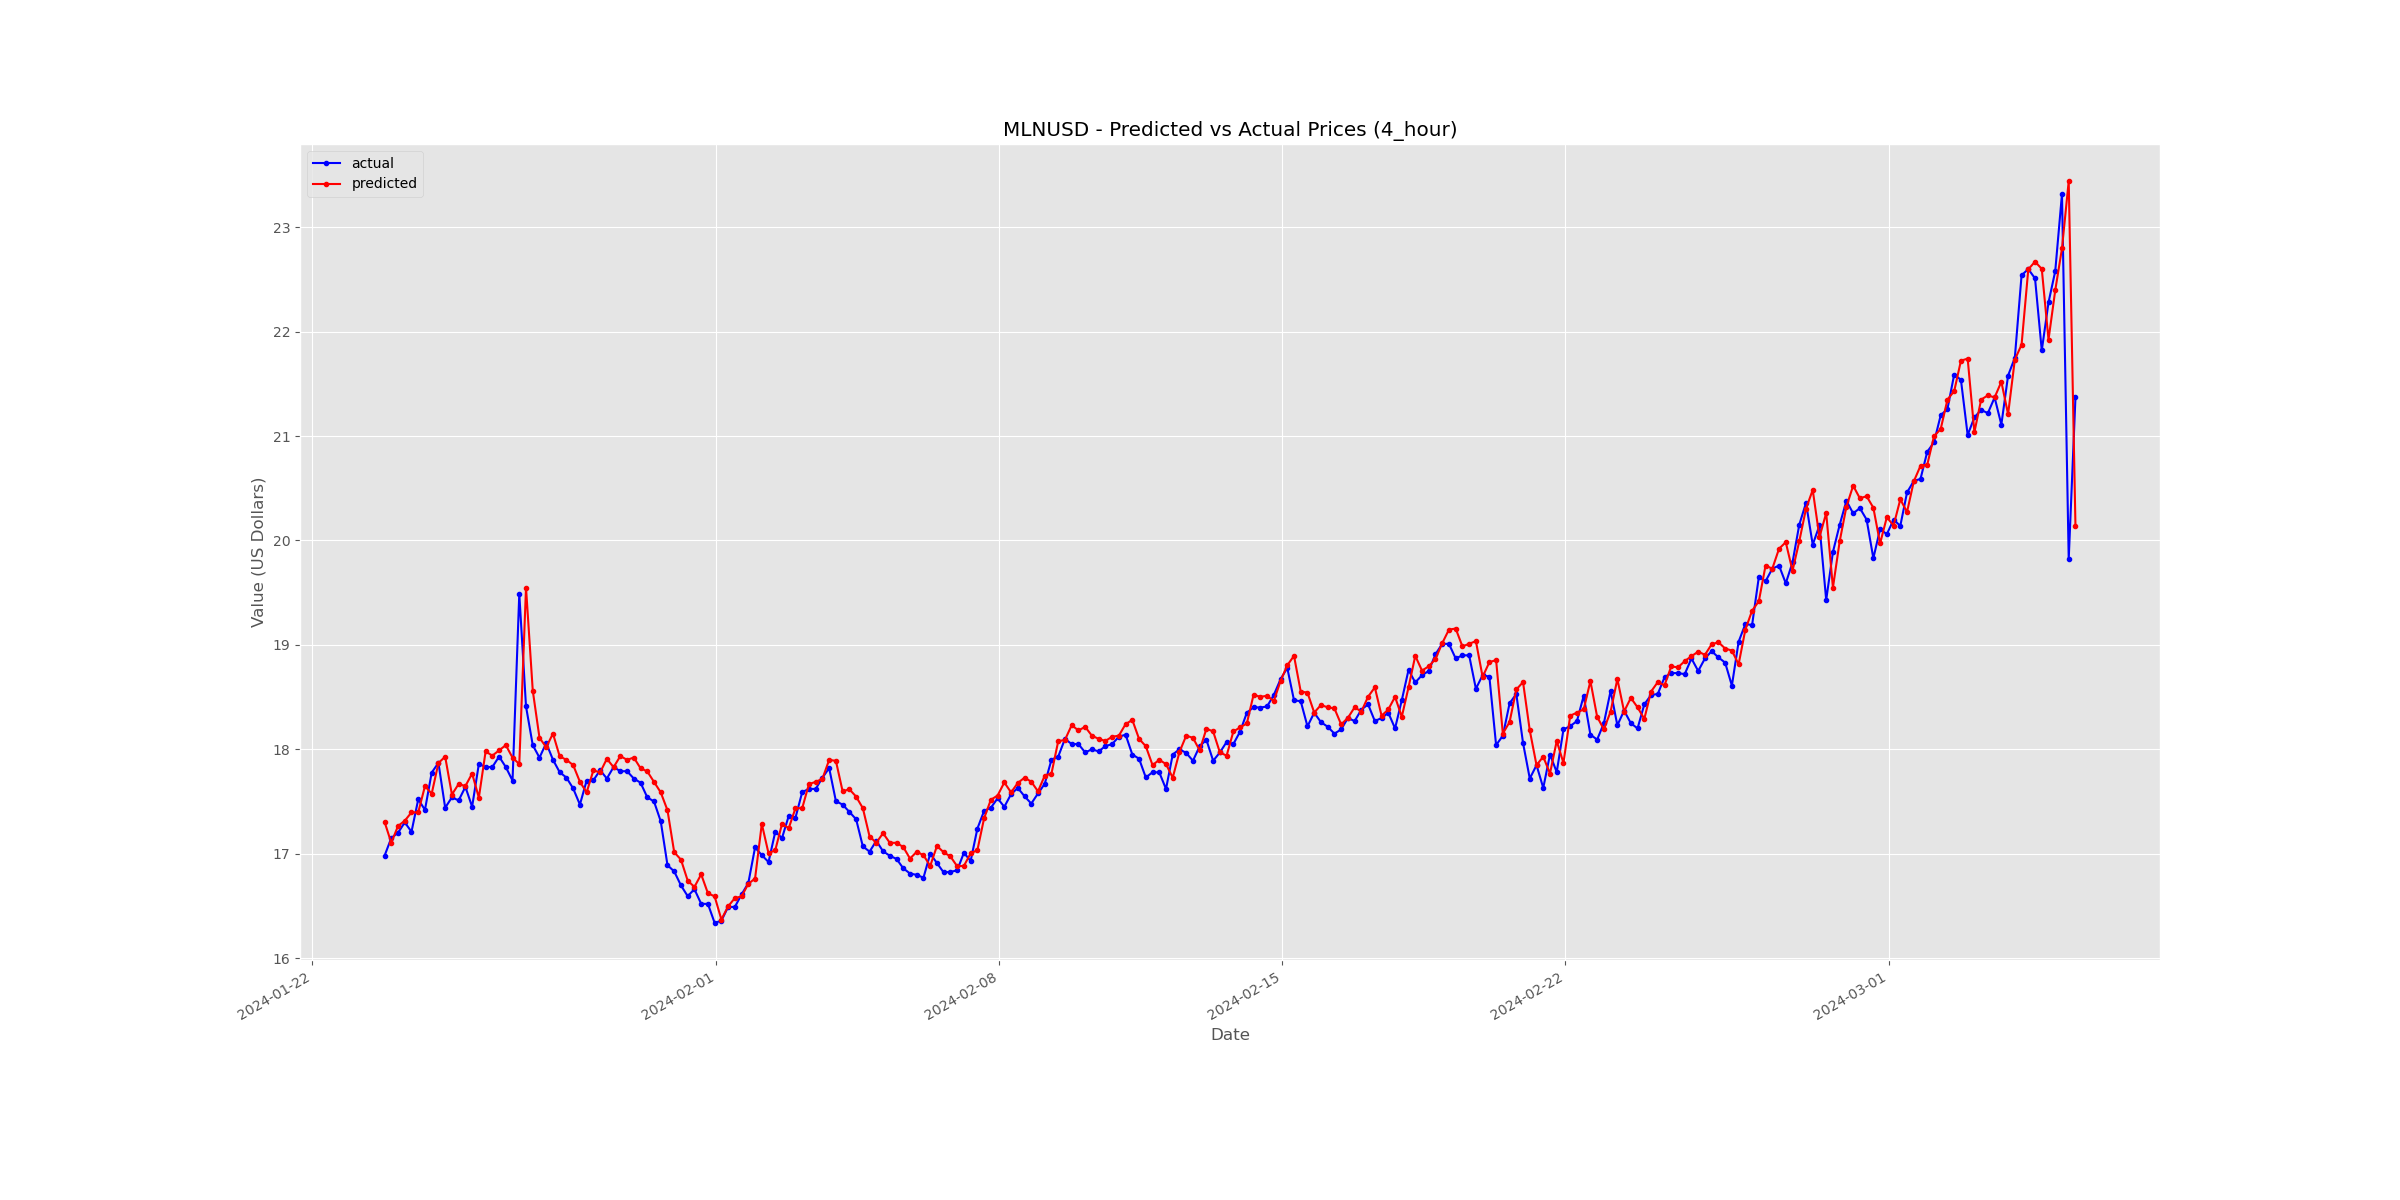 MLNUSD - Predicted vs Actual Prices (4_hour)
actual
predicted
23
22
21
20
19
18
17
16
Value (US Dollars)
2024-01-22
2024-02-01
2024-02-08
2024-02-15
2024-02-22
2024-03-01
Date